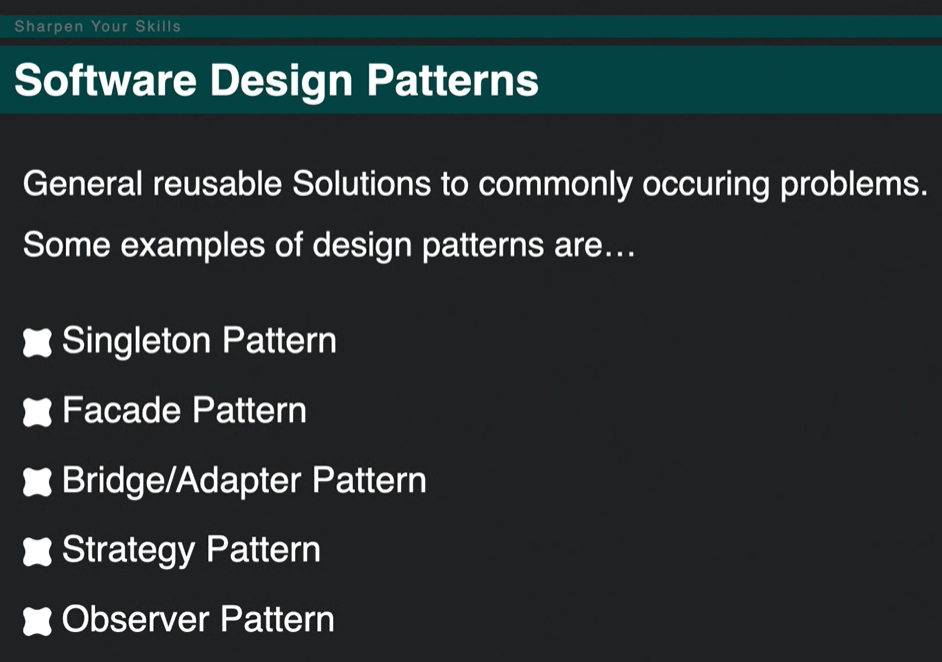 Sharpen Your Skills
Software Design Patterns
General reusable Solutions to commonly occuring problems.
Some examples of design patterns are…
Singleton Pattern
Facade Pattern
Bridge/Adapter Pattern
Strategy Pattern
Observer Pattern